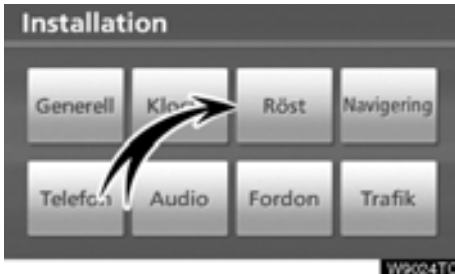 Installation
Generell Röst Navigering
Telefon Audio Fordon Trafik
W9024TC